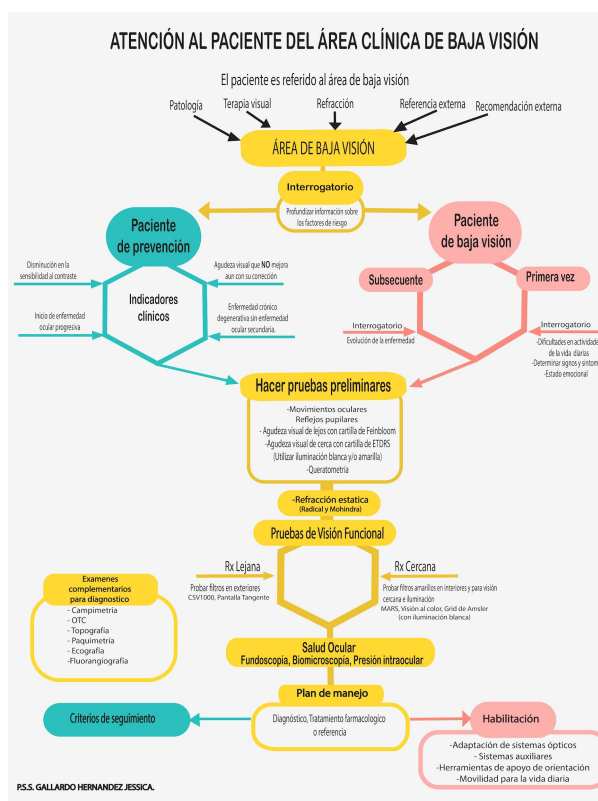 ATENCIÓN AL PACIENTE DEL ÁREA CLÍNICA DE BAJA VISIÓN
El paciente es referido al área de baja visión
Patología
Terapia visual
Refracción
Referencia externa
Recomendación externa
ÁREA DE BAJA VISIÓN
Interrogatorio
Profundizar información sobre
los factores de riesgo
Paciente
de prevención
Disminución en la
sensibilidad al contraste
Agudeza visual que NO mejora
aun con su corrección
Indicadores
clínicos
Inicio de enfermedad
ocular progresiva
Enfermedad crónico
degenerativa sin enfermedad
ocular secundaria.
Paciente
de baja visión
Subsecuente
Primera vez
Interrogatorio
Evolución de la enfermedad
Interrogatorio
-Dificultades en actividade
de la vida diarias
-Determinar signos y sintom
-Estado emocional
Hacer pruebas preliminares
-Movimientos oculares
Reflejos pupilares
- Agudeza visual de lejos con cartilla de Feinbloom
-Agudeza visual de cerca con cartilla de ETDRS
(Utilizar iluminación blanca y/o amarilla)
-Queratometría
-Refracción estatica
(Radical y Mohindra)
Pruebas de Visión Funcional
Rx Lejana
Probar filtros en exteriores
CSV1000, Pantalla Tangente
Rx Cercana
Probar filtros amarillos en interiores y para visión
cercana e iluminación
MARS, Visión al color, Grid de Amsler
(con iluminación blanca)
Examenes
complementarios
para diagnostico
- Campimetría
- OTC
- Topografía
- Paquimetría
- Ecografía
-Fluorangiografía
Salud Ocular
Fundoscopía, Biomicroscopía, Presión intraocular
Plan de manejo
Diagnóstico, Tratamiento farmacologico
o referencia
Criterios de seguimiento
Habilitación
-Adaptación de sistemas ópticos
- Sistemas auxiliares
-Herramientas de apoyo de orientación
-Movilidad para la vida diaria
P.S.S. GALLARDO HERNANDEZ JESSICA.